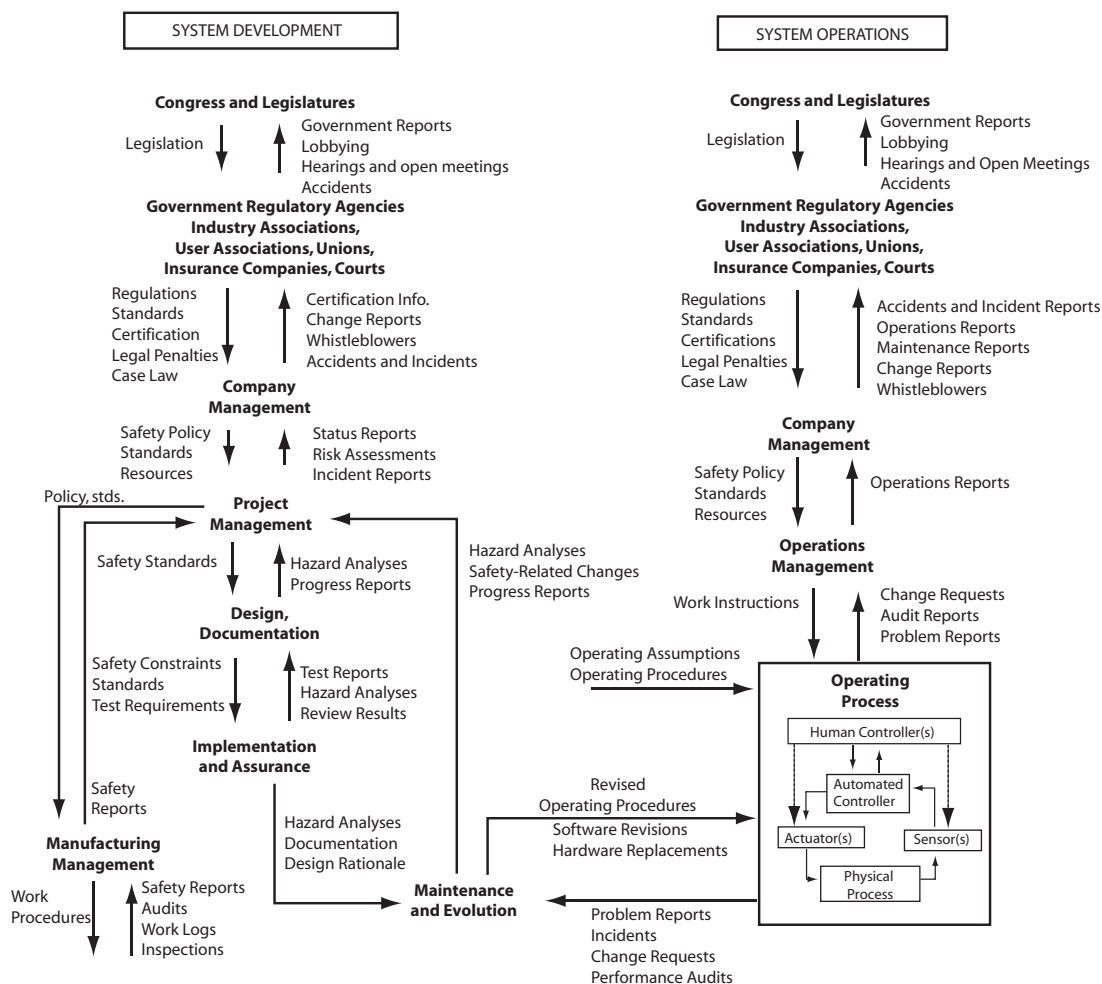 SYSTEM DEVELOPMENT
Congress and Legislatures
Legislation
Government Reports
Lobbying
Hearings and open meetings
Accidents
Government Regulatory Agencies
Industry Associations,
User Associations, Unions,
Insurance Companies, Courts
Regulations
Standards
Certification
Legal Penalties
Case Law
Certification Info.
Change Reports
Whistleblowers
Accidents and Incidents
Company
Management
Safety Policy
Standards
Resources
Status Reports
Risk Assessments
Incident Reports
Policy, stds.
Project
Management
Safety Standards
Hazard Analyses
Progress Reports
Hazard Analyses
Safety-Related Changes
Progress Reports
Design,
Documentation
Safety Constraints
Standards
Test Requirements
Test Reports
Hazard Analyses
Review Results
Implementation
and Assurance
Safety
Reports
Hazard Analyses
Documentation
Design Rationale
Manufacturing
Management
Work
Procedures
Safety Reports
Audits
Work Logs
Inspections
Maintenance
and Evolution
SYSTEM OPERATIONS
Congress and Legislatures
Legislation
Government Reports
Lobbying
Hearings and Open Meetings
Accidents
Government Regulatory Agencies
Industry Associations,
User Associations, Unions,
Insurance Companies, Courts
Regulations
Standards
Certifications
Legal Penalties
Case Law
Accidents and Incident Reports
Operations Reports
Maintenance Reports
Change Reports
Whistleblowers
Company
Management
Safety Policy
Standards
Resources
Operations Reports
Operations
Management
Work Instructions
Change Requests
Audit Reports
Problem Reports
Operating Assumptions
Operating Procedures
Operating
Process
Human Controller(s)
Automated
Controller
Actuator(s)
Sensor(s)
Physical
Process
Revised
Operating Procedures
Software Revisions
Hardware Replacements
Problem Reports
Incidents
Change Requests
Performance Audits